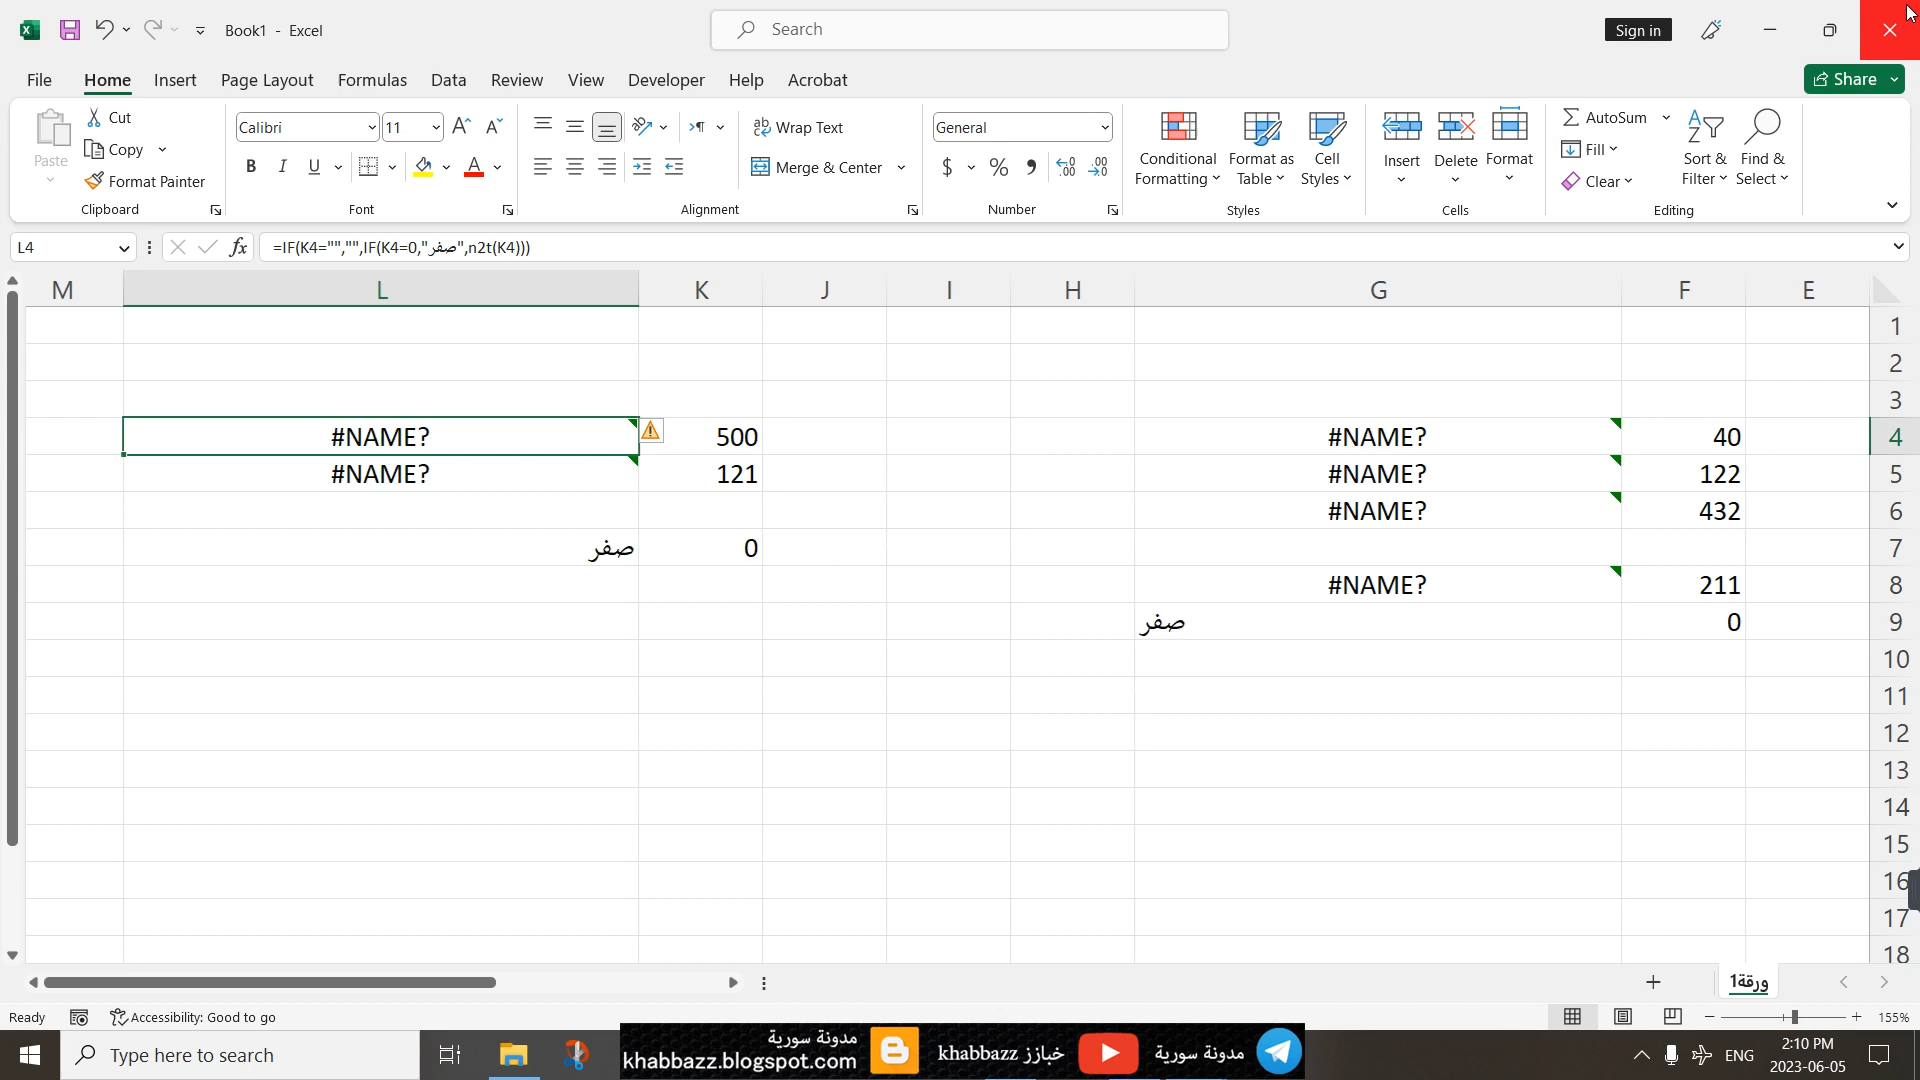 Book1 - Excel
Search
Sign in
File Home Insert Page Layout Formulas Data Review View Developer Help Acrobat
Share
Paste
Cut
Copy
Format Painter
Clipboard
Calibri 11
B I U
Font
Wrap Text
Merge & Center
Alignment
General
$ % ,
Number
Conditional Formatting
Format as Table
Cell Styles
Styles
Insert Delete Format
Cells
AutoSum
Fill
Clear
Sort & Filter
Find & Select
Editing
L4
fx
=IF(K4="","",IF(K4=0,"صفر",n2t(K4)))
M L K J I H G F E
1
2
3
#NAME? 500 #NAME? 40 4
#NAME? 121 #NAME? 122 5
#NAME? 432 6
صفر 0 7
#NAME? 211 8
صفر 0 9
10
11
12
13
14
15
16
17
18
ورقة1
Ready
Accessibility: Good to go
155%
Type here to search
مدونة سورية
khabbazz.blogspot.com
khabbazz خبازز
مدونة سورية
ENG
2:10 PM
2023-06-05